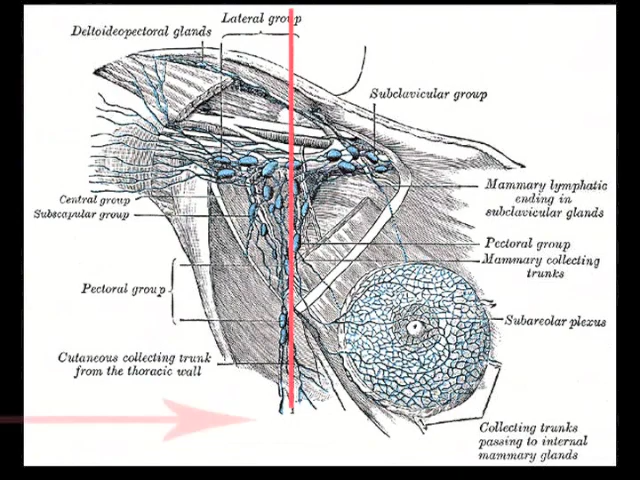 Lateral group
Deltoideopectoral glands
Subclavicular group
Mammary lymphatic
ending in
subclavicular glands
Central group
Subscapular group
Pectoral group
Mammary collecting
trunks
Pectoral group
Subareolar plexus
Cutaneous collecting trunk
from the thoracic wall
Collecting trunks
passing to internal
mammary glands